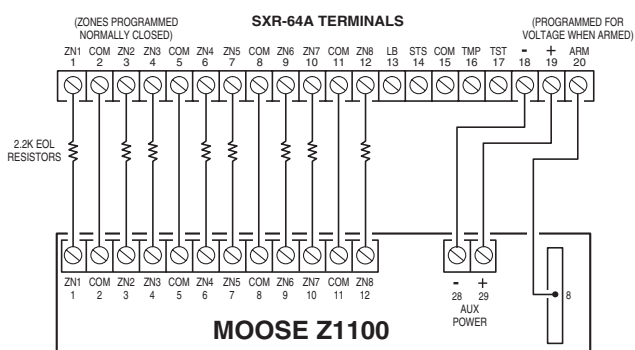 (ZONES PROGRAMMED
NORMALLY CLOSED)
SXR-64A TERMINALS
(PROGRAMMED FOR
VOLTAGE WHEN ARMED)
ZN1 COM ZN2 ZN3 COM ZN4 ZN5 COM ZN6 ZN7 COM ZN8 LB STS COM TMP TST - + ARM
1 2 3 4 5 6 7 8 9 10 11 12 13 14 15 16 17 18 19 20
2.2K EOL
RESISTORS
ZN1 COM ZN2 ZN3 COM ZN4 ZN5 COM ZN6 ZN7 COM ZN8
1 2 3 4 5 6 7 8 9 10 11 12
- +
28 29
AUX
POWER
8
MOOSE Z1100